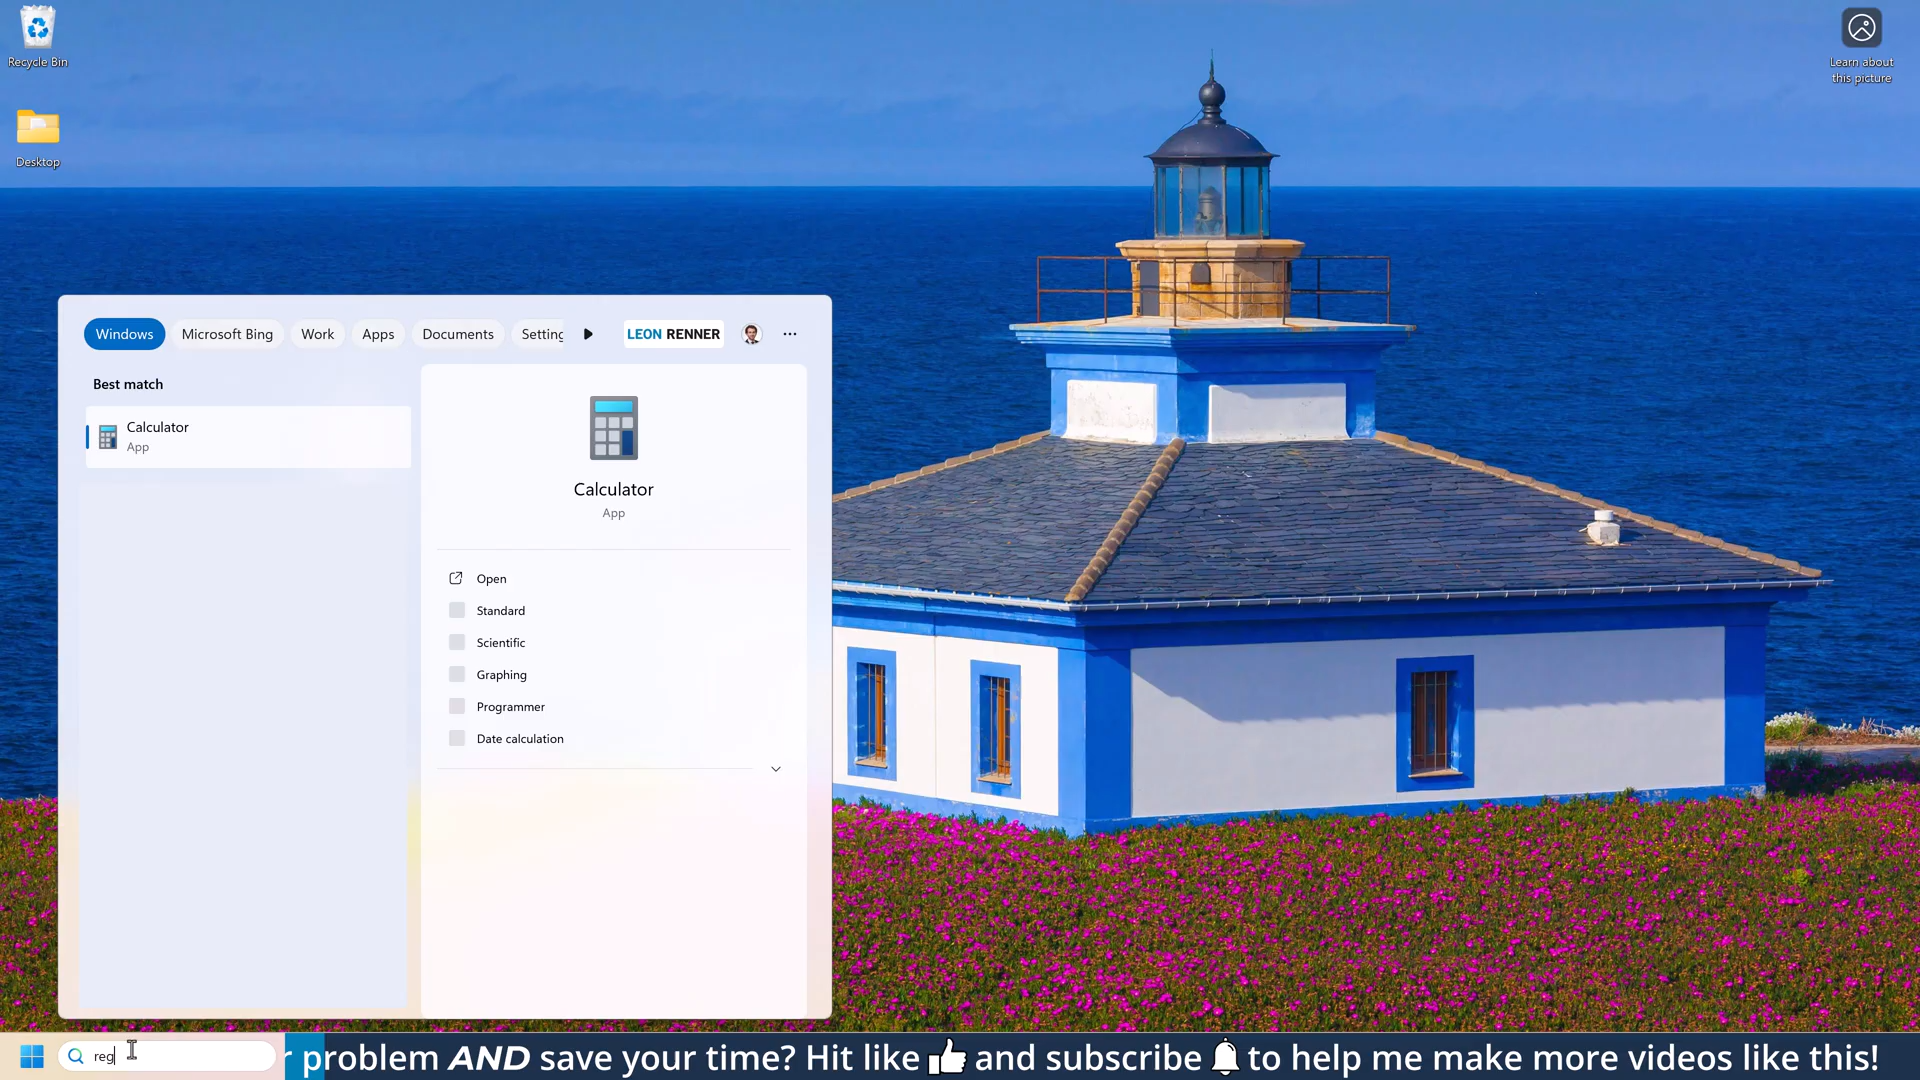 Recycle Bin
Desktop
Learn about
this picture
Windows
Microsoft Bing
Work
Apps
Documents
Setting
LEON RENNER
Best match
Calculator
App
Calculator
App
Open
Standard
Scientific
Graphing
Programmer
Date calculation
reg
r problem AND save your time? Hit like and subscribe to help me make more videos like this!